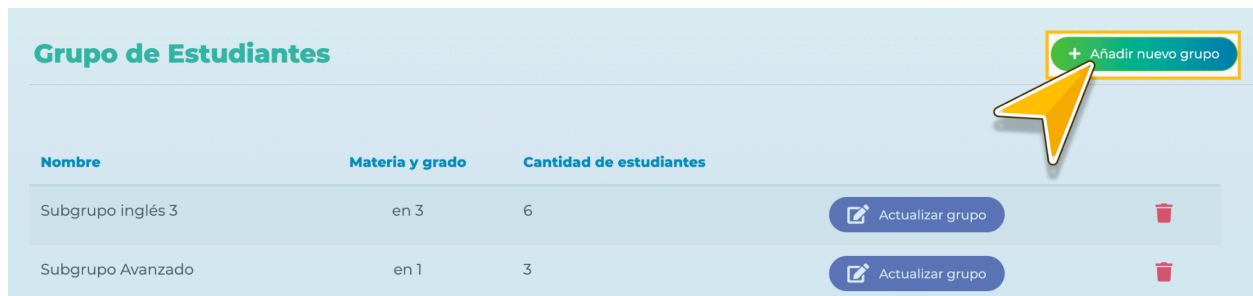 Grupo de Estudiantes
+ Añadir nuevo grupo
Nombre Materia y grado Cantidad de estudiantes
Subgrupo inglés 3 en 3 6 Actualizar grupo
Subgrupo Avanzado en 1 3 Actualizar grupo